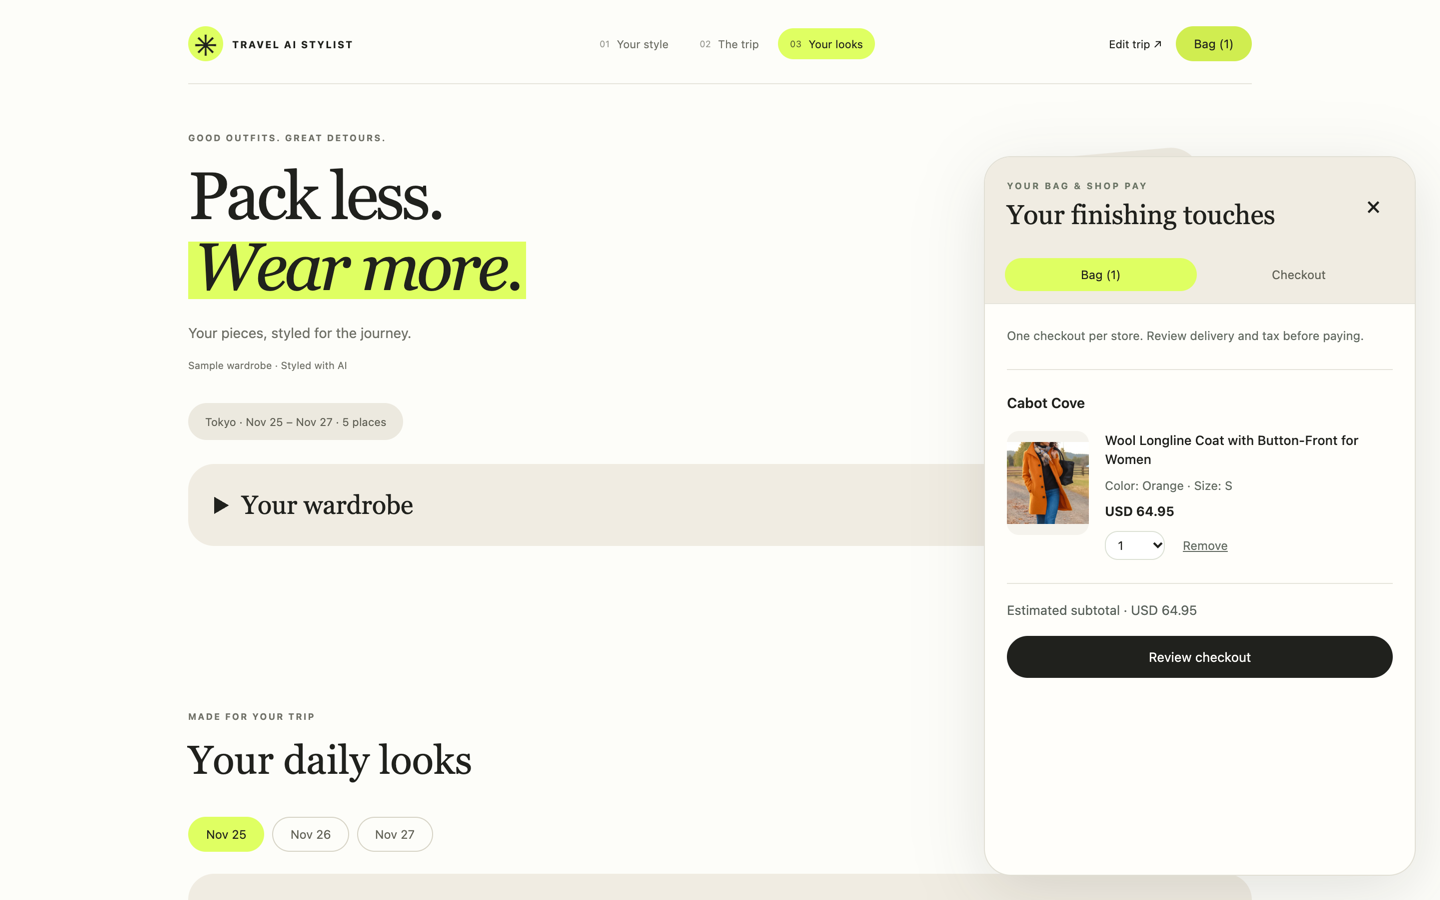 TRAVEL AI STYLIST
01 Your style
02 The trip
03 Your looks
Edit trip ↗
Bag (1)
GOOD OUTFITS. GREAT DETOURS.
Pack less.
Wear more.
Your pieces, styled for the journey.
Sample wardrobe · Styled with AI
Tokyo · Nov 25 – Nov 27 · 5 places
Your wardrobe
MADE FOR YOUR TRIP
Your daily looks
Nov 25
Nov 26
Nov 27
YOUR BAG & SHOP PAY
Your finishing touches
Bag (1)
Checkout
One checkout per store. Review delivery and tax before paying.
Cabot Cove
Wool Longline Coat with Button-Front for
Women
Color: Orange · Size: S
USD 64.95
1
Remove
Estimated subtotal · USD 64.95
Review checkout